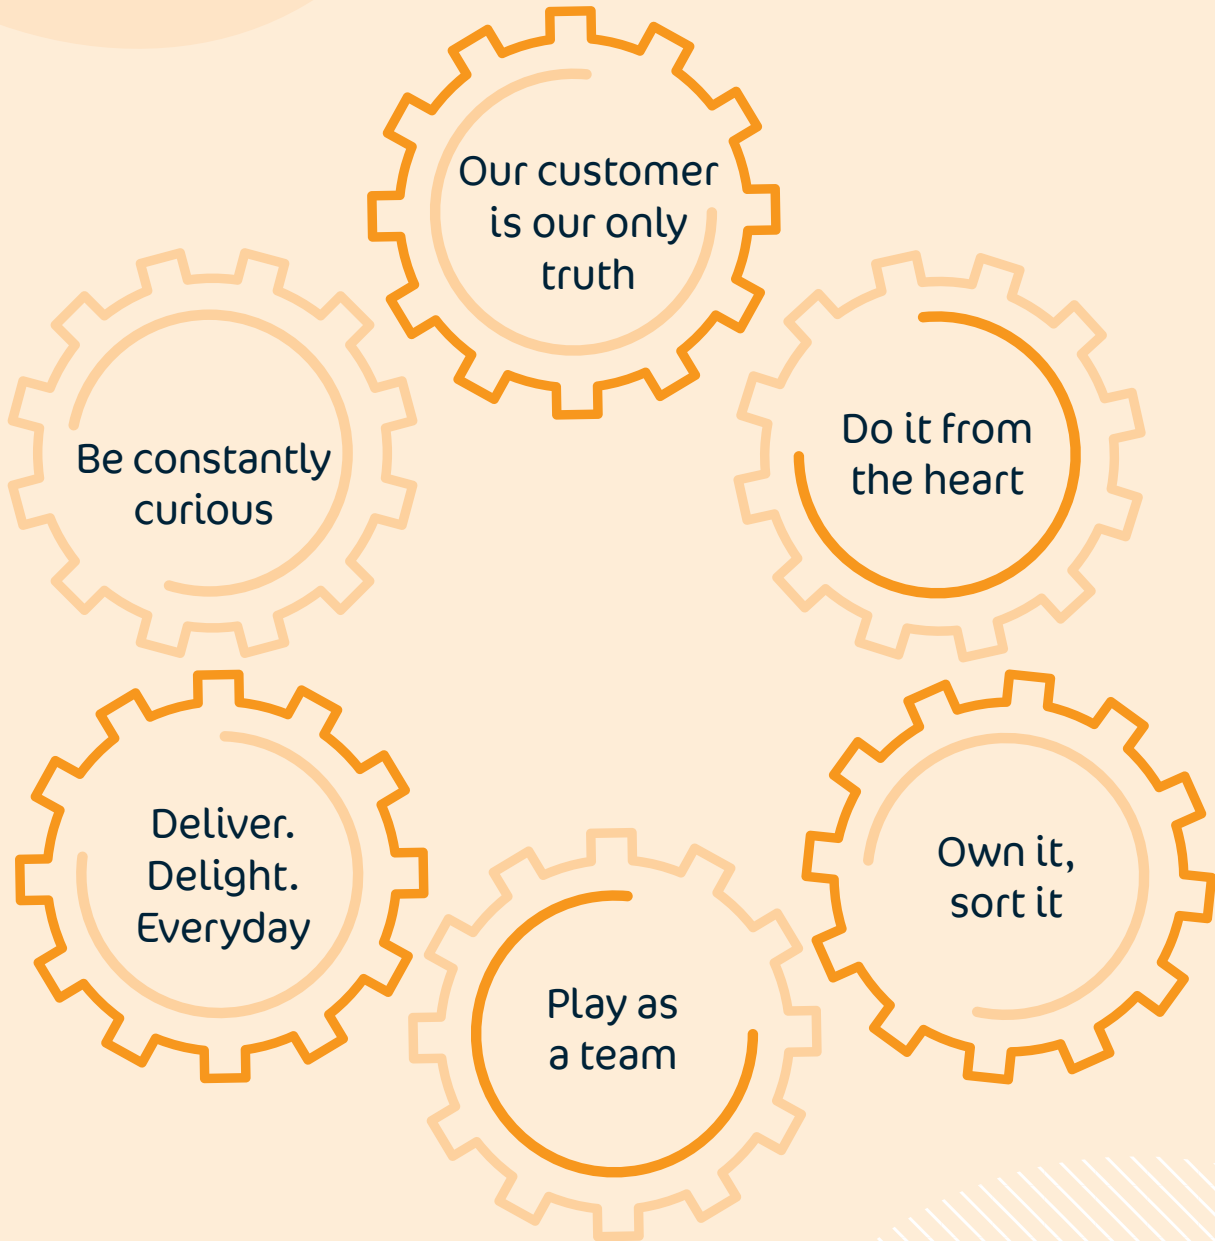 Our customer
is our only
truth
Do it from
the heart
Be constantly
curious
Deliver.
Delight.
Everyday
Own it,
sort it
Play as
a team